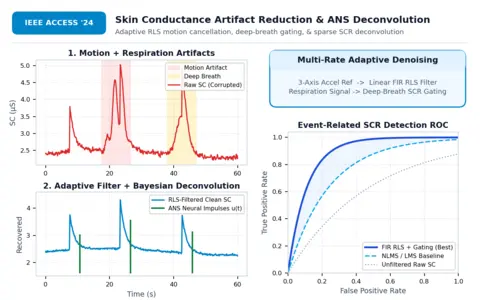 IEEE ACCESS '24
Skin Conductance Artifact Reduction & ANS Deconvolution
Adaptive RLS motion cancellation, deep-breath gating, & sparse SCR deconvolution
1. Motion + Respiration Artifacts
SC (µS)
5.0
4.5
4.0
3.5
3.0
2.5
Motion Artifact
Deep Breath
Raw SC (Corrupted)
0
10
20
30
40
50
60
2. Adaptive Filter + Bayesian Deconvolution
Recovered
4
3
2
RLS-Filtered Clean SC
ANS Neural Impulses u(t)
0
10
20
30
40
50
60
Time (s)
Multi-Rate Adaptive Denoising
3-Axis Accel Ref -> Linear FIR RLS Filter
Respiration Signal -> Deep-Breath SCR Gating
Event-Related SCR Detection ROC
True Positive Rate
1.0
0.8
0.6
0.4
0.2
0.0
FIR RLS + Gating (Best)
NLMS / LMS Baseline
Unfiltered Raw SC
0.0
0.2
0.4
0.6
0.8
1.0
False Positive Rate